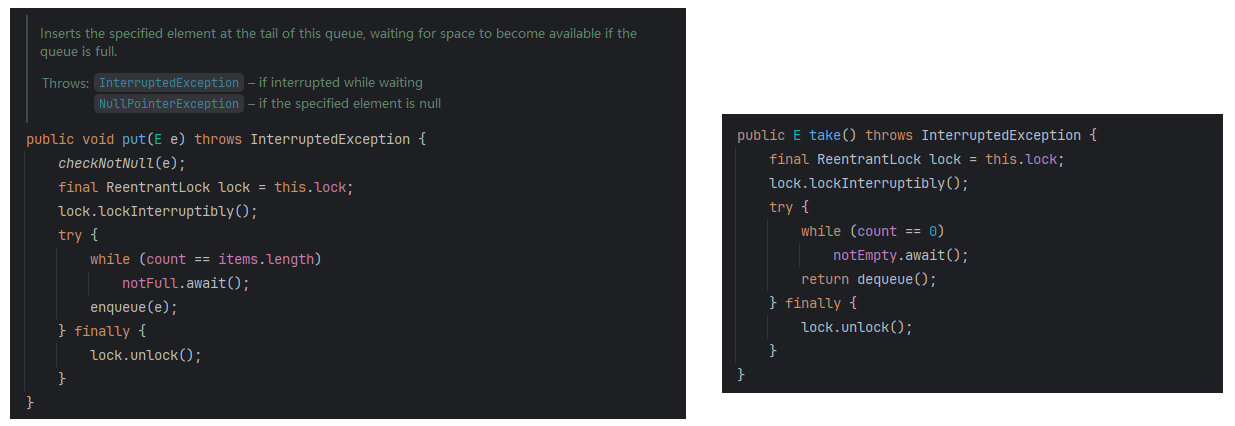 Inserts the specified element at the tail of this queue, waiting for space to become available if the
queue is full.
Throws: InterruptedException – if interrupted while waiting
NullPointerException – if the specified element is null
public void put(E e) throws InterruptedException {
    checkNotNull(e);
    final ReentrantLock lock = this.lock;
    lock.lockInterruptibly();
    try {
        while (count == items.length)
            notFull.await();
        enqueue(e);
    } finally {
        lock.unlock();
    }
}
public E take() throws InterruptedException {
    final ReentrantLock lock = this.lock;
    lock.lockInterruptibly();
    try {
        while (count == 0)
            notEmpty.await();
        return dequeue();
    } finally {
        lock.unlock();
    }
}